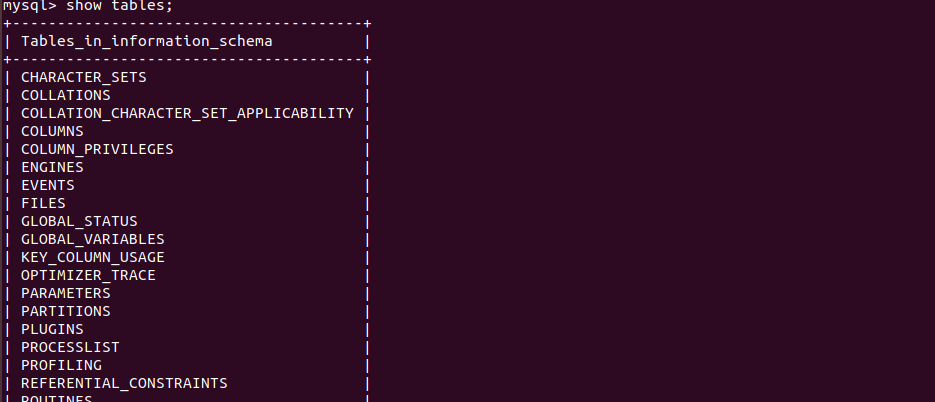 mysql> show tables;
+---------------------------------------+
| Tables_in_information_schema          |
+---------------------------------------+
| CHARACTER_SETS                        |
| COLLATIONS                            |
| COLLATION_CHARACTER_SET_APPLICABILITY |
| COLUMNS                               |
| COLUMN_PRIVILEGES                     |
| ENGINES                               |
| EVENTS                                |
| FILES                                 |
| GLOBAL_STATUS                         |
| GLOBAL_VARIABLES                      |
| KEY_COLUMN_USAGE                      |
| OPTIMIZER_TRACE                       |
| PARAMETERS                            |
| PARTITIONS                            |
| PLUGINS                               |
| PROCESSLIST                           |
| PROFILING                             |
| REFERENTIAL_CONSTRAINTS               |
| ROUTINES                              |